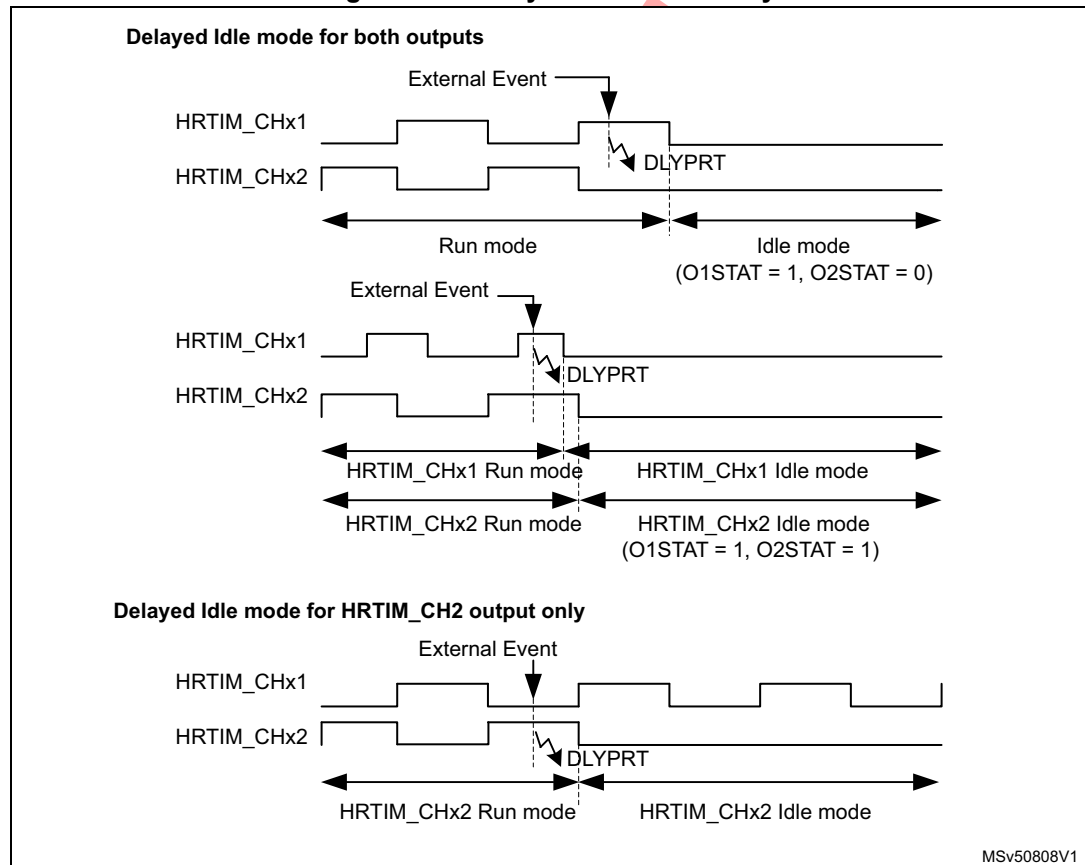 Delayed Idle mode for both outputs
External Event
HRTIM_CHx1
DLYPRT
HRTIM_CHx2
Run mode
Idle mode
(O1STAT = 1, O2STAT = 0)
External Event
HRTIM_CHx1
DLYPRT
HRTIM_CHx2
HRTIM_CHx1 Run mode
HRTIM_CHx1 Idle mode
HRTIM_CHx2 Run mode
HRTIM_CHx2 Idle mode
(O1STAT = 1, O2STAT = 1)
Delayed Idle mode for HRTIM_CH2 output only
External Event
HRTIM_CHx1
HRTIM_CHx2
DLYPRT
HRTIM_CHx2 Run mode
HRTIM_CHx2 Idle mode
MSv50808V1